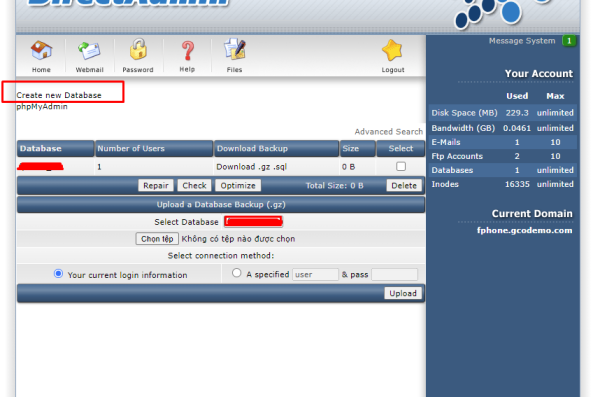 DirectAdmin
Message System 1
Home Webmail Password Help Files Logout
Your Account
Create new Database
phpMyAdmin
Used Max
Disk Space (MB) 229.3 unlimited
Advanced Search
Bandwidth (GB) 0.0461 unlimited
Database Number of Users Download Backup Size Select
E-Mails 1 10
Ftp Accounts 2 10
1 Download .gz .sql 0 B
Databases 1 unlimited
Repair Check Optimize Total Size: 0 B Delete
Inodes 16335 unlimited
Upload a Database Backup (.gz)
Current Domain
Select Database
fphone.gcodemo.com
Chọn tệp Không có tệp nào được chọn
Select connection method:
Your current login information A specified user & pass
Upload